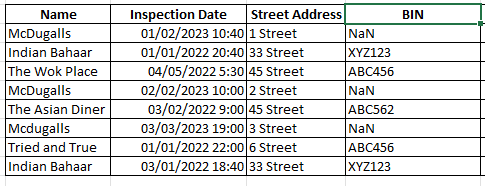 Name Inspection Date Street Address BIN
McDugalls 01/02/2023 10:40 1 Street NaN
Indian Bahaar 01/01/2022 20:40 33 Street XYZ123
The Wok Place 04/05/2022 5:30 45 Street ABC456
McDugalls 02/02/2023 10:00 2 Street NaN
The Asian Diner 03/02/2022 9:00 45 Street ABC562
Mcdugalls 03/03/2023 19:00 3 Street NaN
Tried and True 01/01/2022 22:00 6 Street ABC456
Indian Bahaar 03/01/2022 18:40 33 Street XYZ123